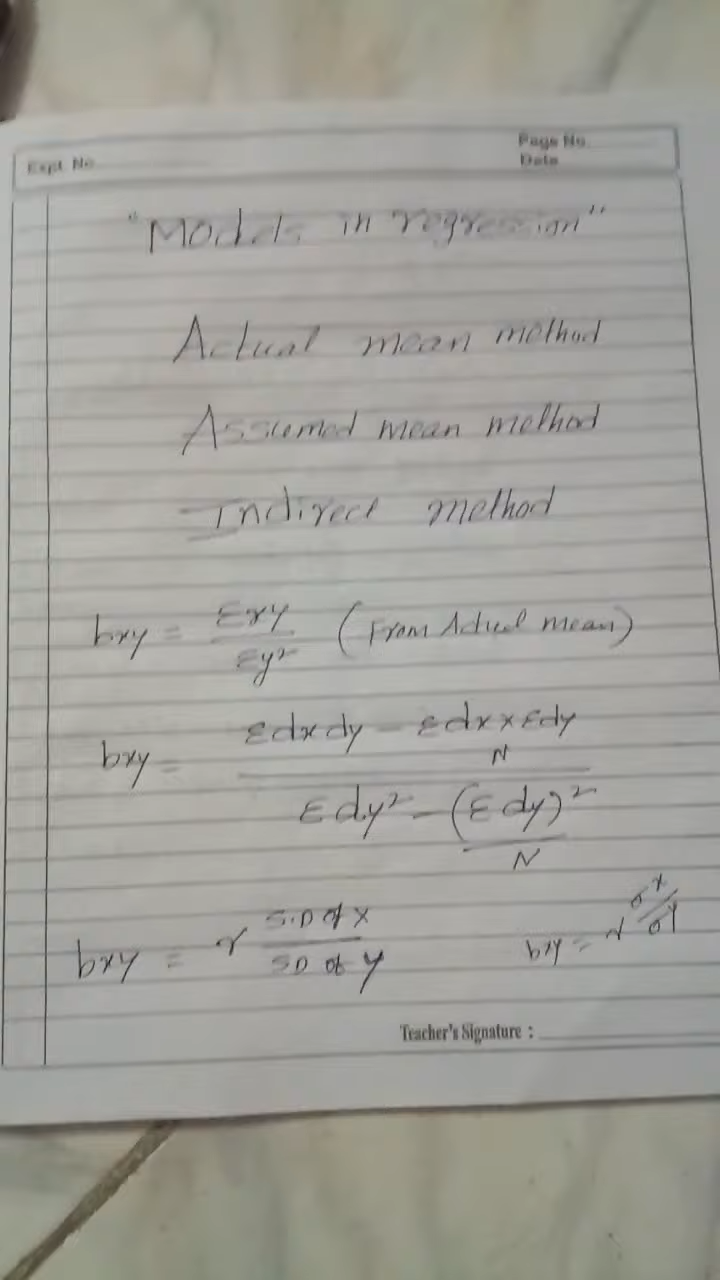 Expt. No.
Page No.
Date
"Models in regression"
Actual mean method
Assumed mean method
Indirect method
bxy = Σxy / Σy² (From Actual mean)
bxy = Σdxdy - Σdx x Σdy / N
Σdy² - (Σdy)² / N
bxy = r S.D of X / SD of Y
bxy = r σx / σy
Teacher's Signature :